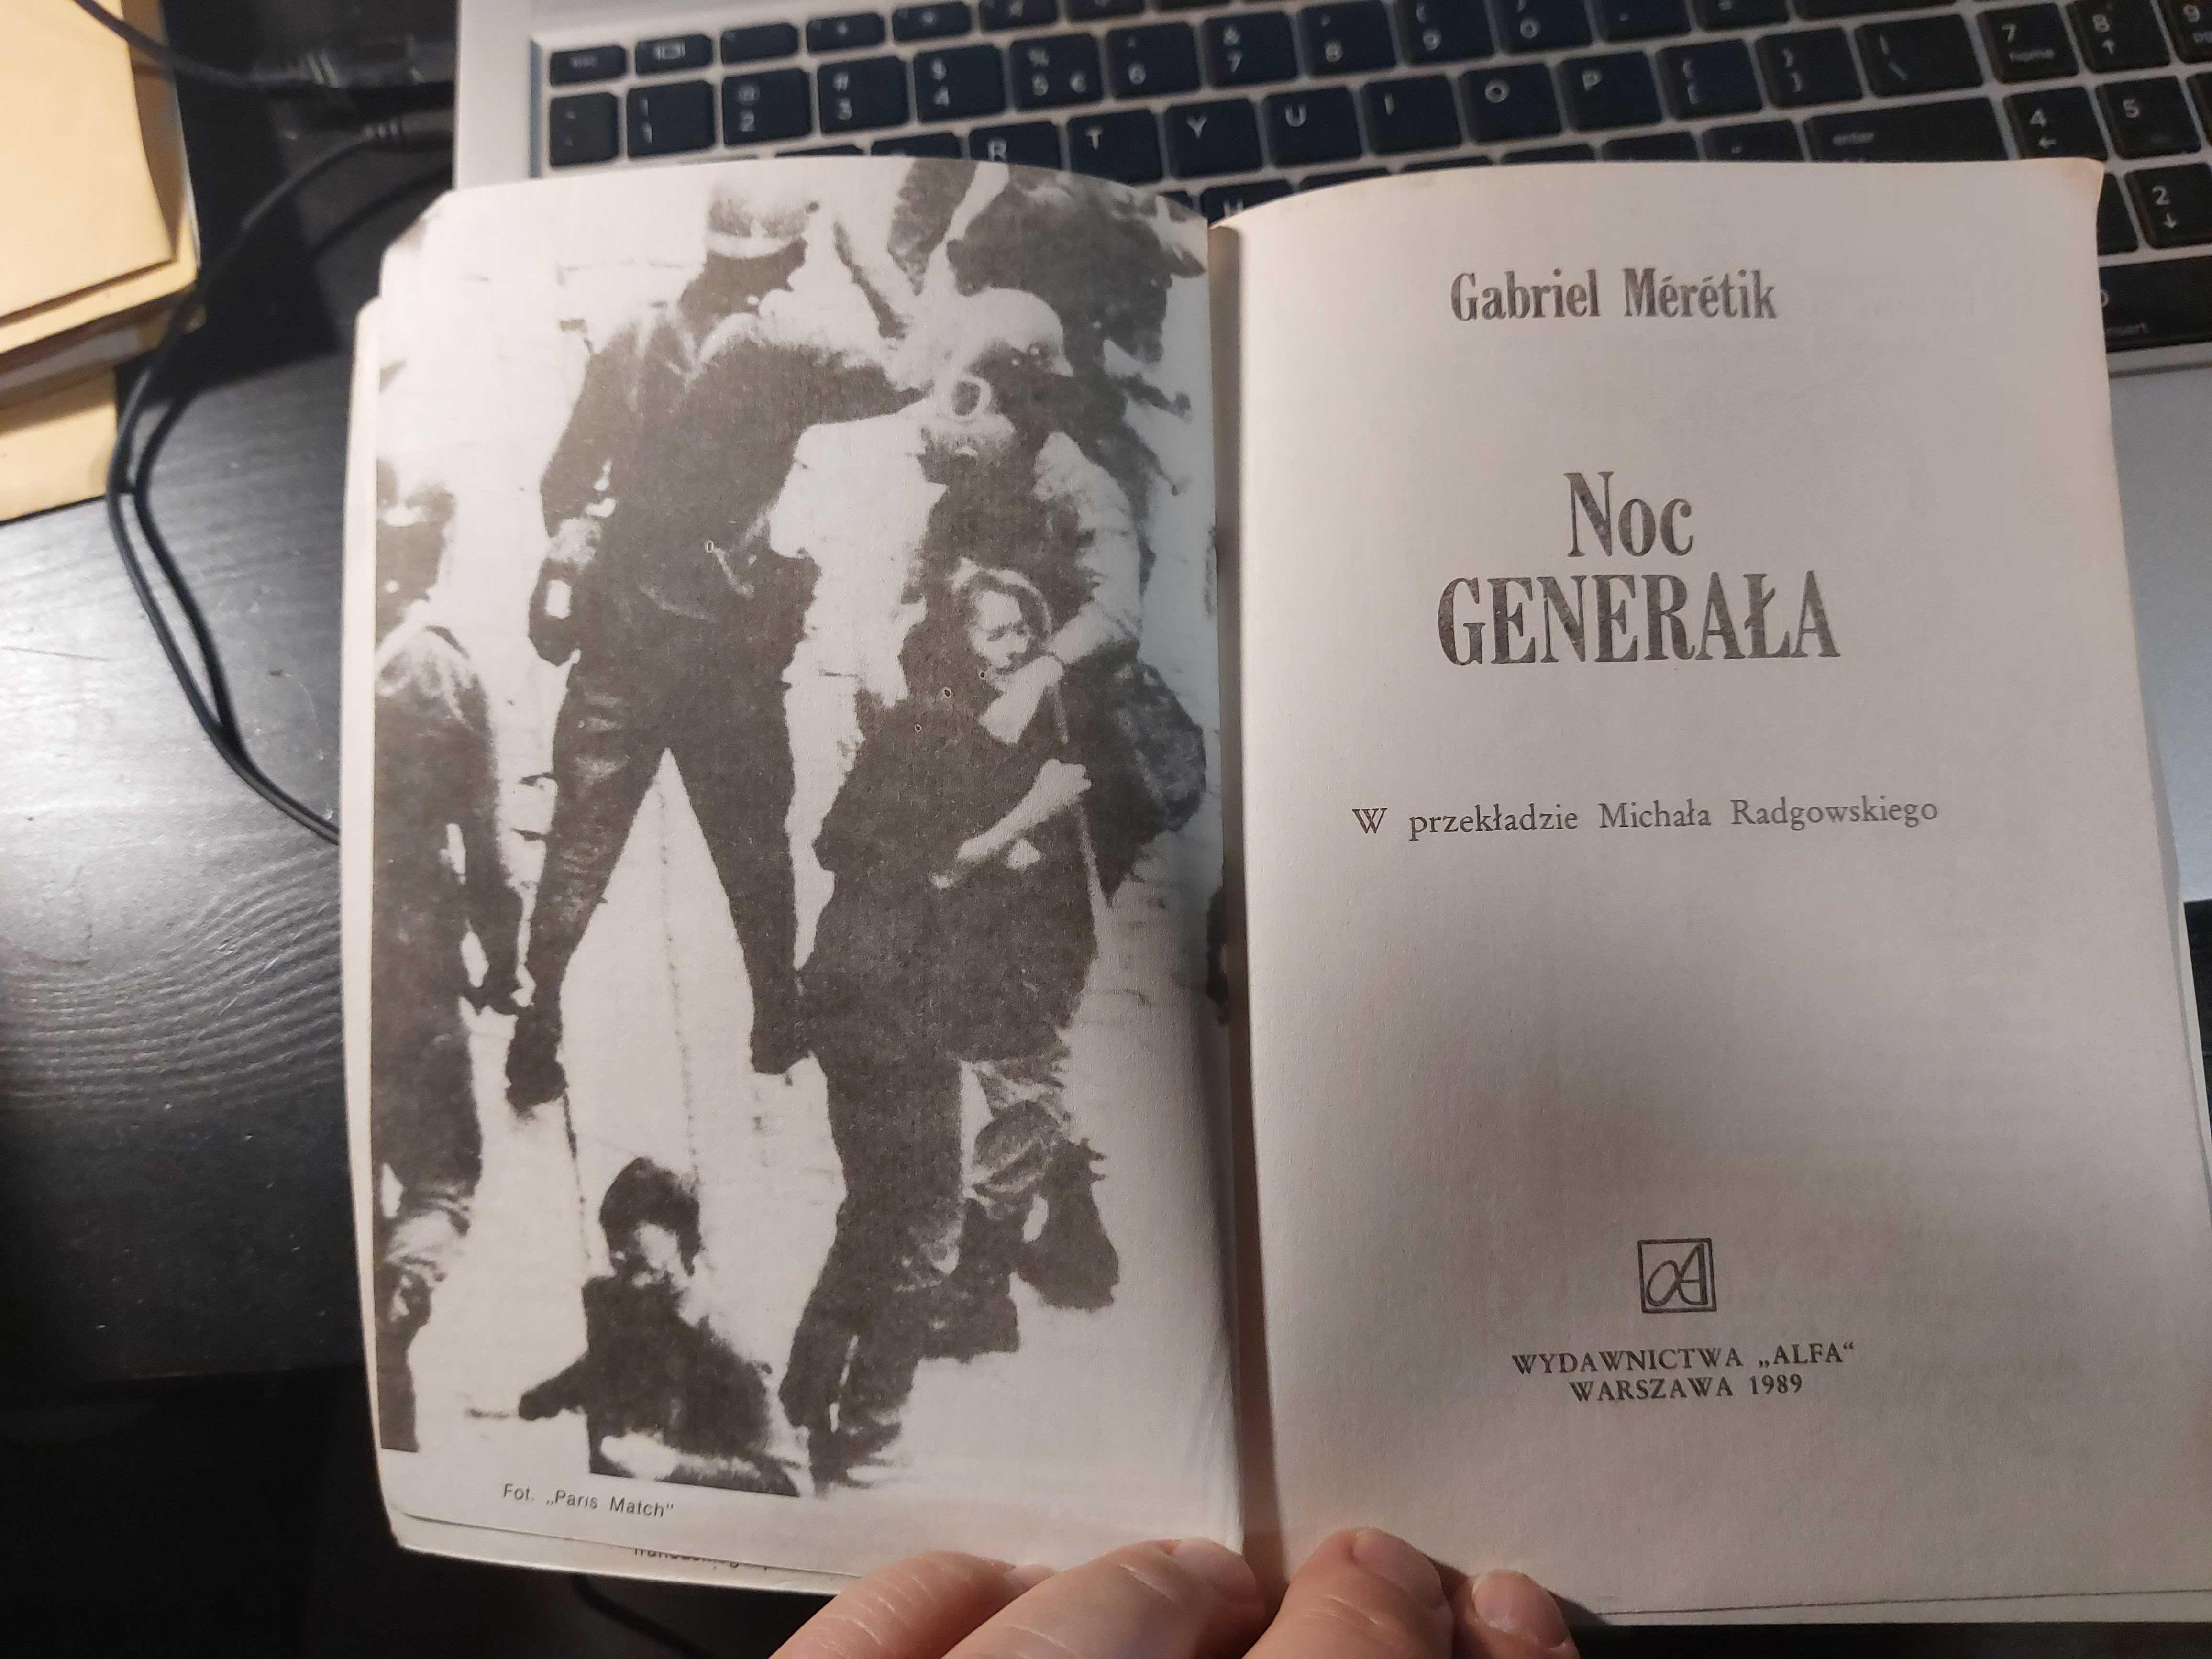 Fot. „Paris Match“
Gabriel Mérétik
Noc
GENERAŁA
W przekładzie Michała Radgowskiego
WYDAWNICTWA „ALFA“
WARSZAWA 1989